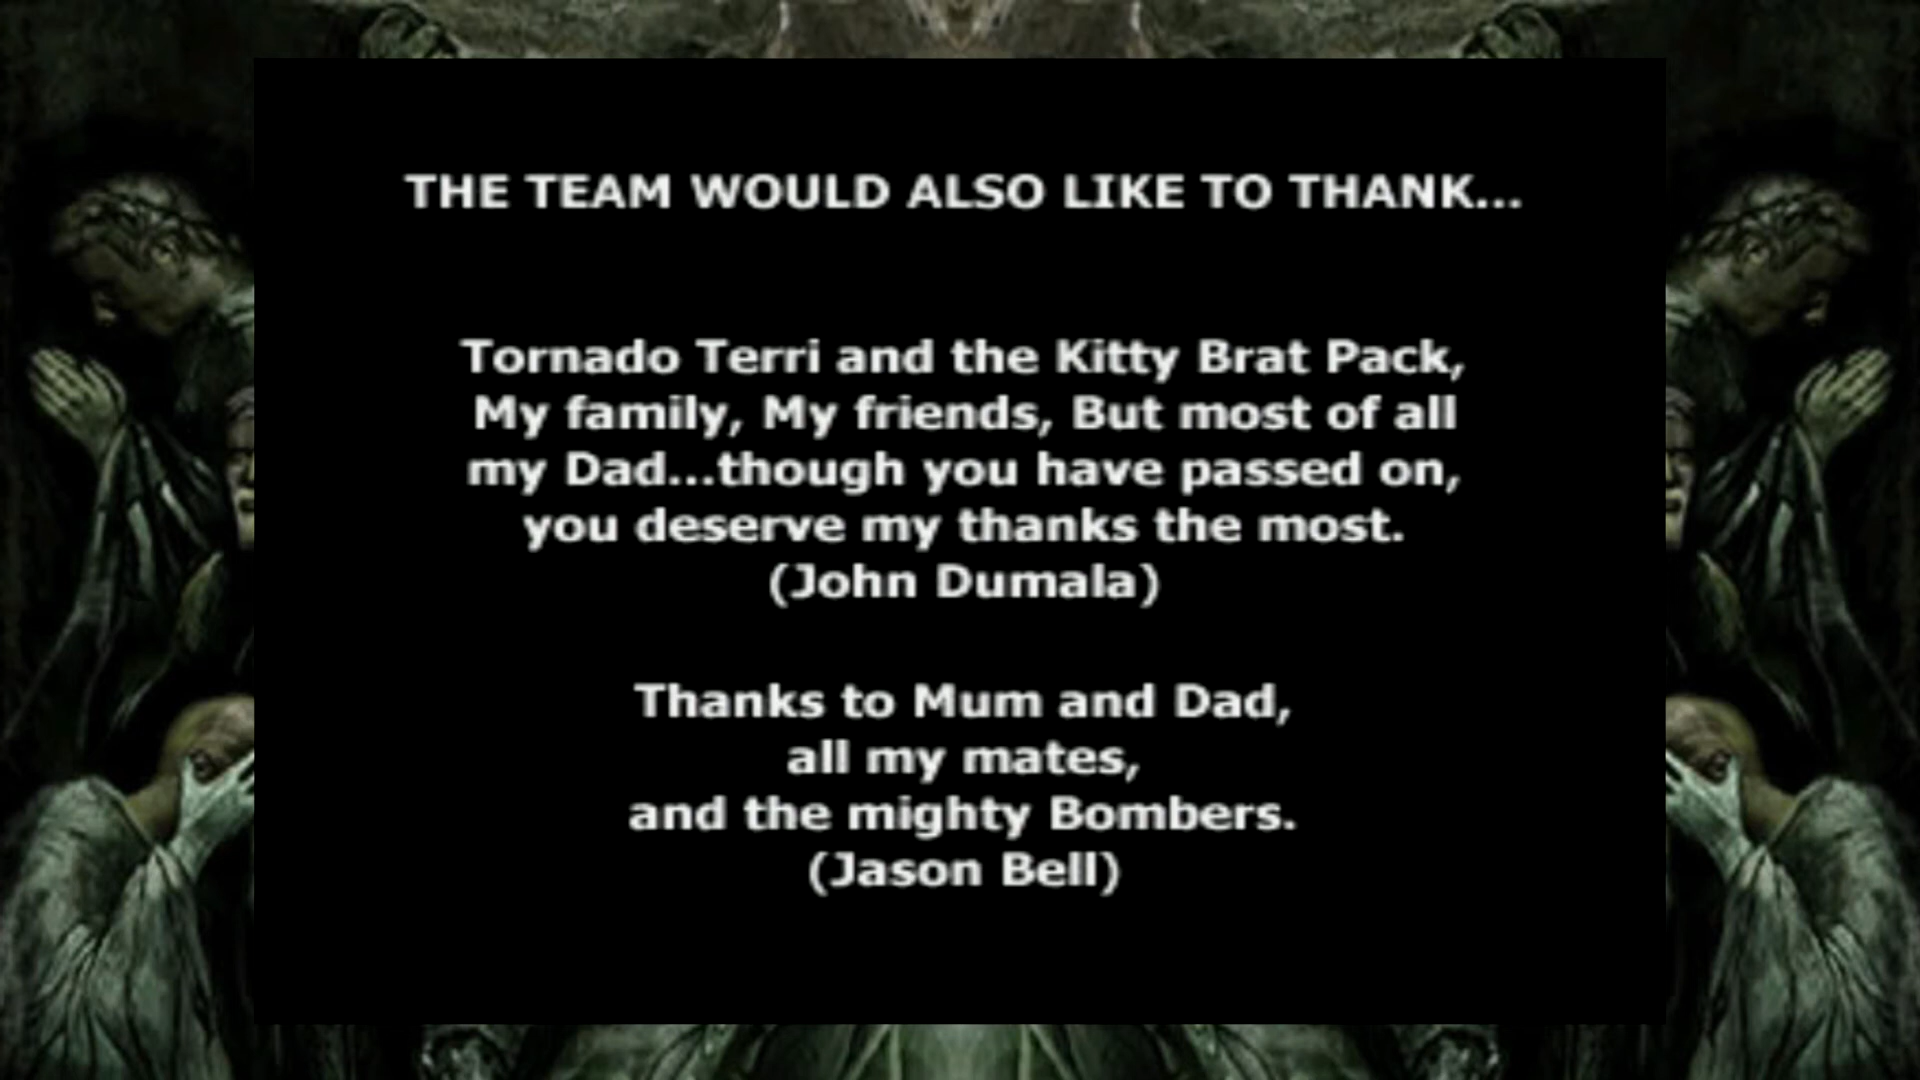 THE TEAM WOULD ALSO LIKE TO THANK...
Tornado Terri and the Kitty Brat Pack,
My family, My friends, But most of all
my Dad...though you have passed on,
you deserve my thanks the most.
(John Dumala)
Thanks to Mum and Dad,
all my mates,
and the mighty Bombers.
(Jason Bell)